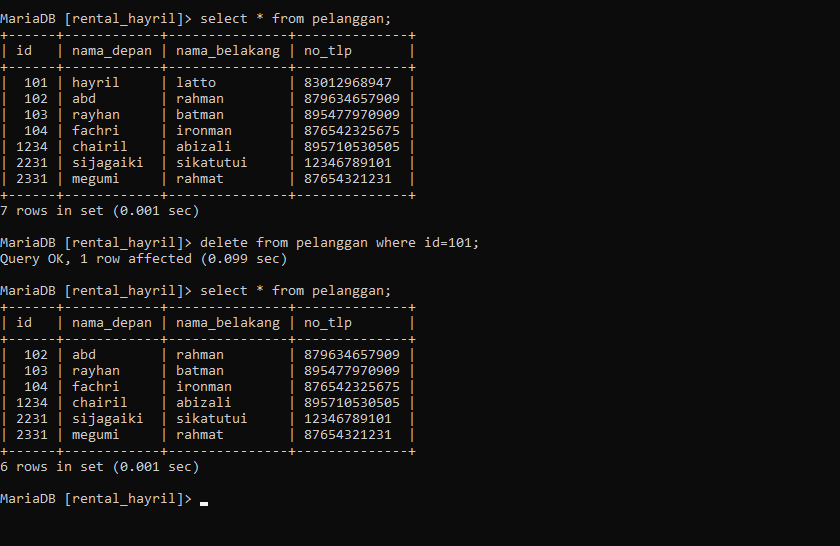 MariaDB [rental_hayril]> select * from pelanggan;
+------+------------+---------------+--------------+
| id   | nama_depan | nama_belakang | no_tlp       |
+------+------------+---------------+--------------+
|  101 | hayril     | latto         | 83012968947  |
|  102 | abd        | rahman        | 879634657909 |
|  103 | rayhan     | batman        | 895477970909 |
|  104 | fachri     | ironman       | 876542325675 |
| 1234 | chairil    | abizali       | 895710530505 |
| 2231 | sijagaiki  | sikatutui     | 12346789101  |
| 2331 | megumi     | rahmat        | 87654321231  |
+------+------------+---------------+--------------+
7 rows in set (0.001 sec)
MariaDB [rental_hayril]> delete from pelanggan where id=101;
Query OK, 1 row affected (0.099 sec)
MariaDB [rental_hayril]> select * from pelanggan;
+------+------------+---------------+--------------+
| id   | nama_depan | nama_belakang | no_tlp       |
+------+------------+---------------+--------------+
|  102 | abd        | rahman        | 879634657909 |
|  103 | rayhan     | batman        | 895477970909 |
|  104 | fachri     | ironman       | 876542325675 |
| 1234 | chairil    | abizali       | 895710530505 |
| 2231 | sijagaiki  | sikatutui     | 12346789101  |
| 2331 | megumi     | rahmat        | 87654321231  |
+------+------------+---------------+--------------+
6 rows in set (0.001 sec)
MariaDB [rental_hayril]>